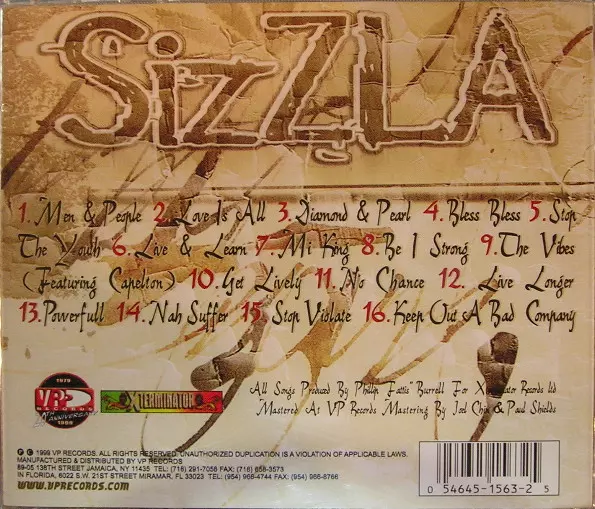 SizzLA
1. Men & People 2. Love Is All 3. Diamond & Pearl 4. Bless Bless 5. Stop
The Youth 6. Live & Learn 7. Mi King 8. Be I Strong 9. The Vibes
(Featuring Capelton) 10. Get Lively 11. No Chance 12. Live Longer
13. Powerfull 14. Nah Suffer 15. Stop Violate 16. Keep Out A Bad Company
All Songs Produced By Philip "Fattis" Burrell For Xterminator Records ltd
Mastered At VP Records Mastering By Joel Chin & Paul Shields
1979
VP
RECORDS
20TH ANNIVERSARY
1999
XTERMINATOR
℗ © 1999 VP RECORDS. ALL RIGHTS RESERVED. UNAUTHORIZED DUPLICATION IS A VIOLATION OF APPLICABLE LAWS.
MANUFACTURED & DISTRIBUTED BY VP RECORDS
89-05 138TH STREET JAMAICA, NY 11435 TEL: (718) 291-7058 FAX: (718) 658-3573
IN FLORIDA, 6022 S.W. 21ST STREET MIRAMAR, FL 33023 TEL: (954) 966-4744 FAX: (954) 966-8766
WWW.VPRECORDS.COM
0 54645-1563-2 5